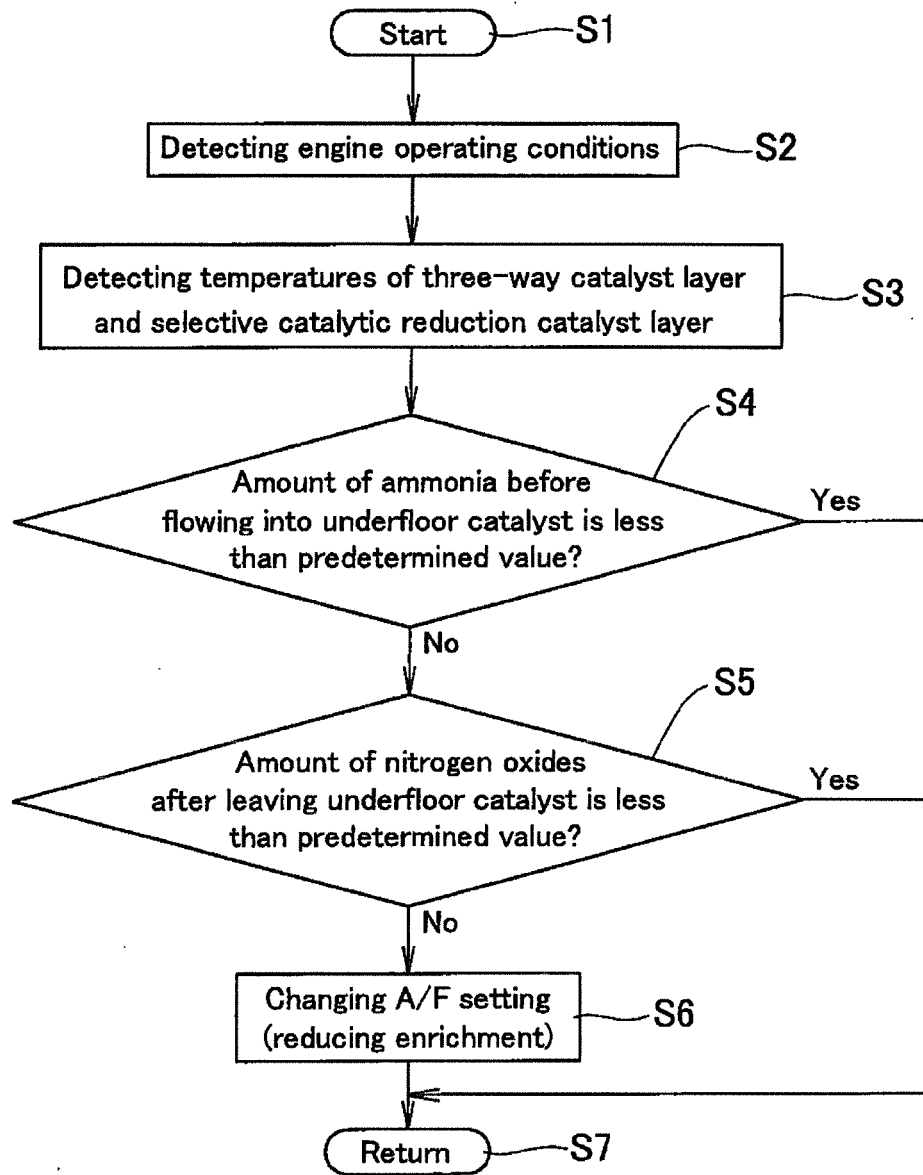 Start
S1
Detecting engine operating conditions
S2
Detecting temperatures of three-way catalyst layer
and selective catalytic reduction catalyst layer
S3
S4
Amount of ammonia before
flowing into underfloor catalyst is less
than predetermined value?
Yes
No
S5
Amount of nitrogen oxides
after leaving underfloor catalyst is less
than predetermined value?
Yes
No
Changing A/F setting
(reducing enrichment)
S6
Return
S7